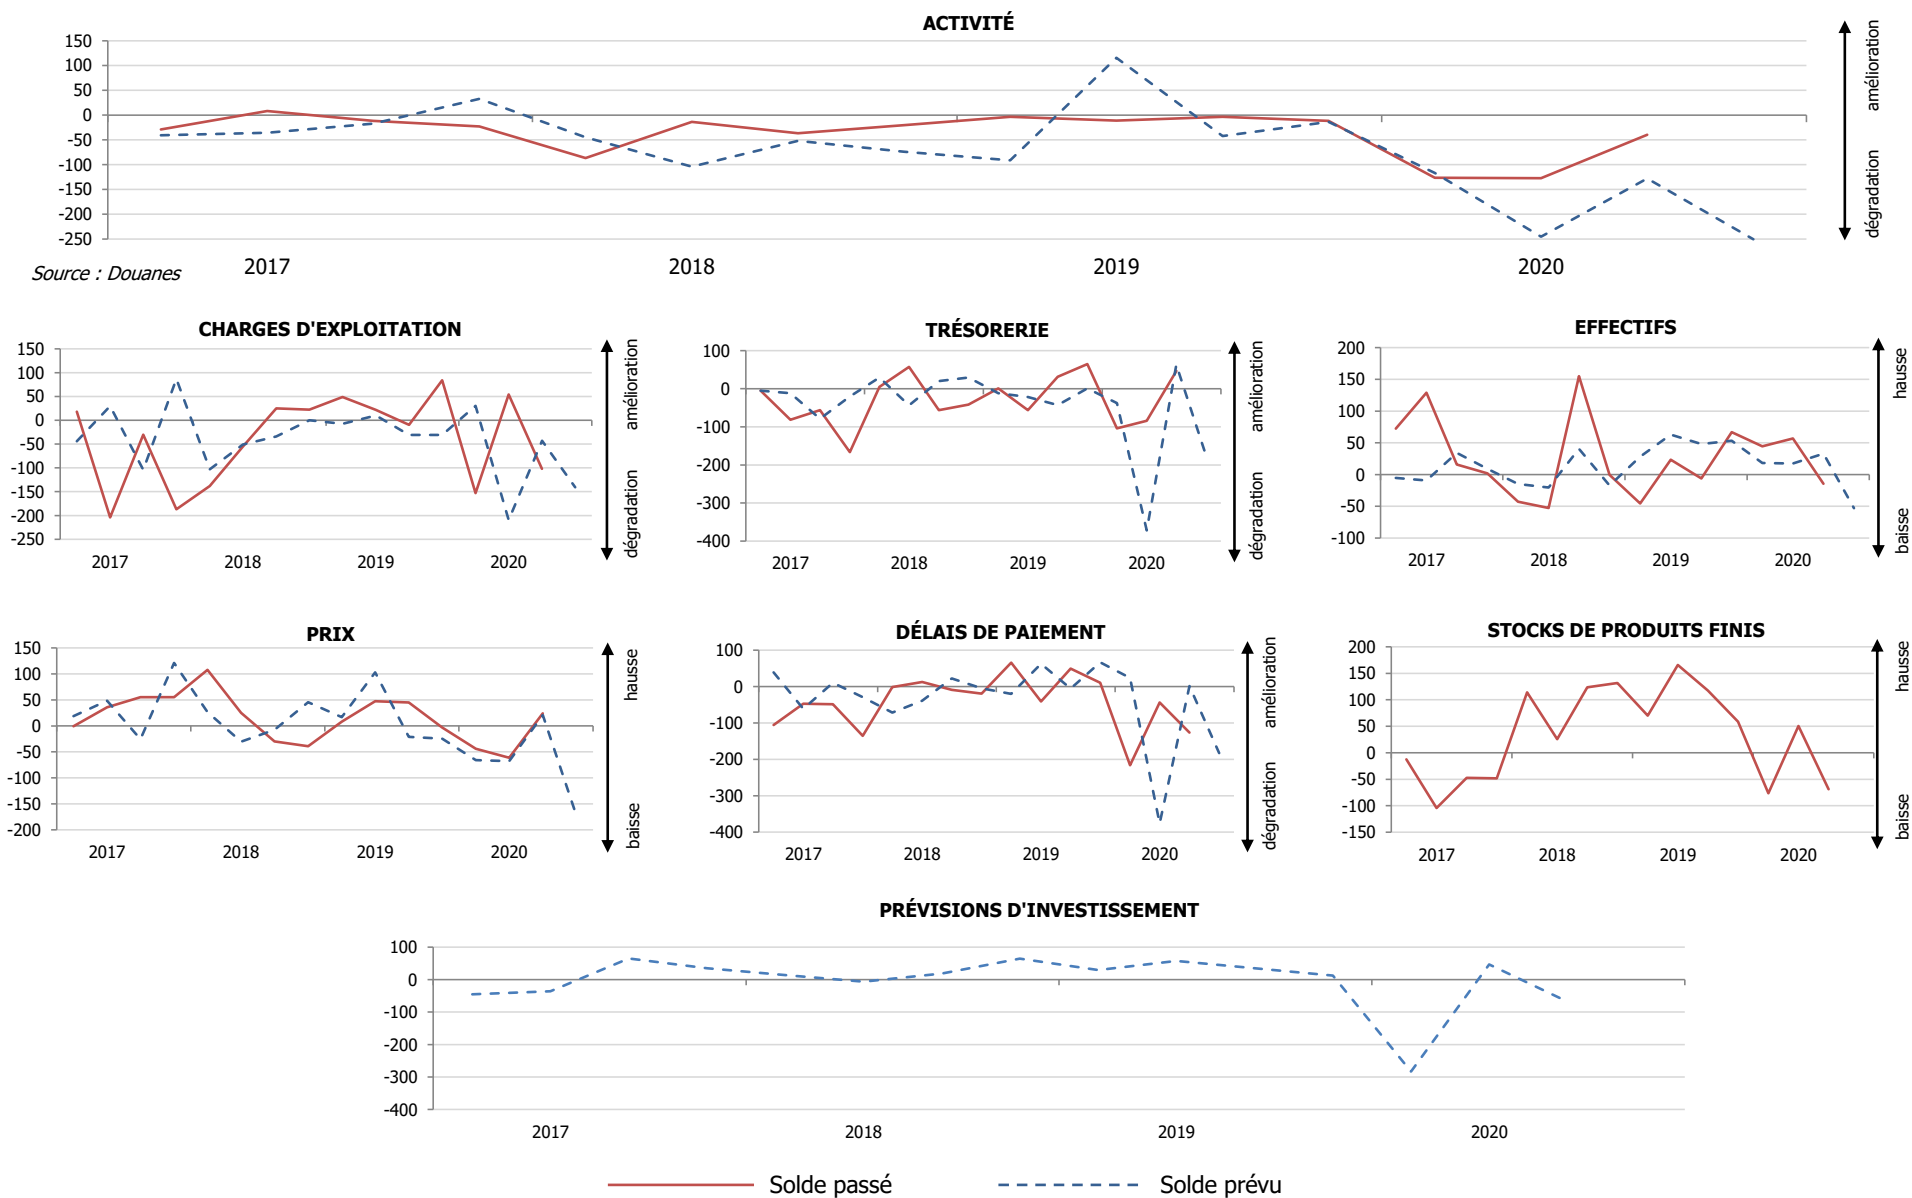 ACTIVITÉ
150
100
50
0
-50
-100
-150
-200
-250
2017 2018 2019 2020
amélioration
dégradation
Source : Douanes
CHARGES D'EXPLOITATION
150
100
50
0
-50
-100
-150
-200
-250
2017 2018 2019 2020
amélioration
dégradation
TRÉSORERIE
100
0
-100
-200
-300
-400
2017 2018 2019 2020
amélioration
dégradation
EFFECTIFS
200
150
100
50
0
-50
-100
2017 2018 2019 2020
hausse
baisse
PRIX
150
100
50
0
-50
-100
-150
-200
2017 2018 2019 2020
hausse
baisse
DÉLAIS DE PAIEMENT
100
0
-100
-200
-300
-400
2017 2018 2019 2020
amélioration
dégradation
STOCKS DE PRODUITS FINIS
200
150
100
50
0
-50
-100
-150
2017 2018 2019 2020
hausse
baisse
PRÉVISIONS D'INVESTISSEMENT
100
0
-100
-200
-300
-400
2017 2018 2019 2020
Solde passé Solde prévu